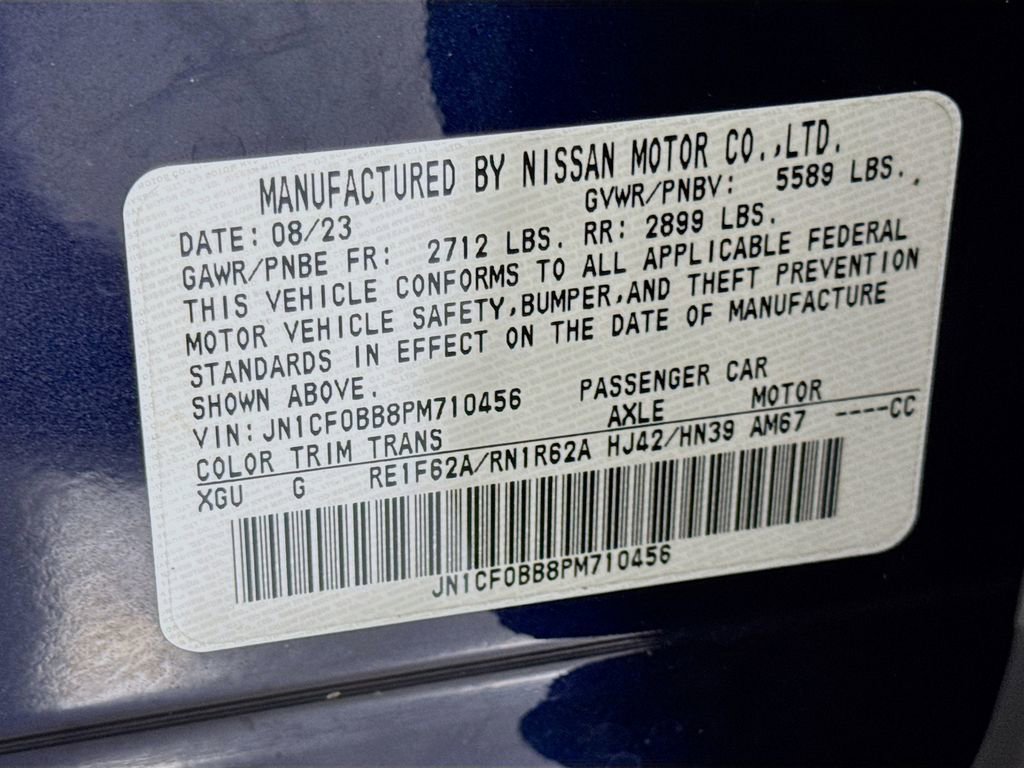 MANUFACTURED BY NISSAN MOTOR CO.,LTD.
DATE: 08/23 GVWR/PNBV: 5589 LBS.
GAWR/PNBE FR: 2712 LBS. RR: 2899 LBS.
THIS VEHICLE CONFORMS TO ALL APPLICABLE FEDERAL
MOTOR VEHICLE SAFETY,BUMPER,AND THEFT PREVENTION
STANDARDS IN EFFECT ON THE DATE OF MANUFACTURE
SHOWN ABOVE.
VIN:JN1CF0BB8PM710456 PASSENGER CAR
COLOR TRIM TRANS AXLE MOTOR
XGU G RE1F62A/RN1R62A HJ42/HN39 AM67 ----CC
JN1CF0BB8PM710456